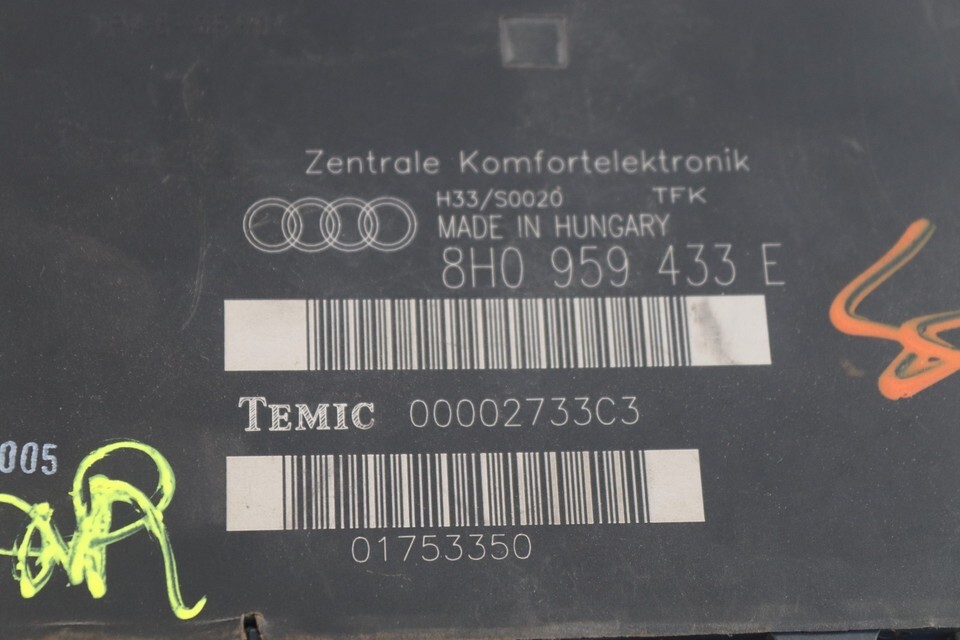 Zentrale Komfortelektronik
H33/S0020 TFK
MADE IN HUNGARY
8H0 959 433 E
TEMIC 00002733C3
005
01753350